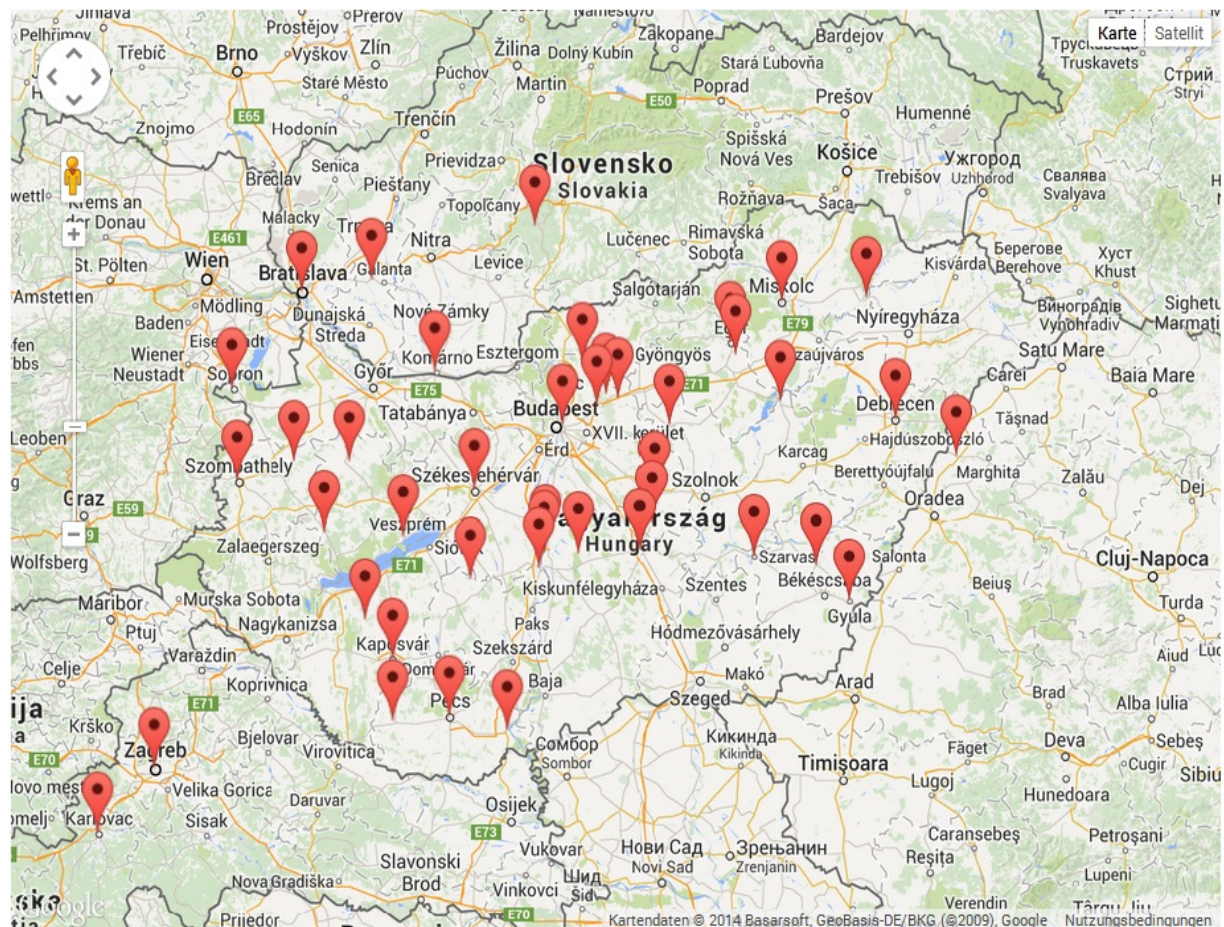 Jihlava
Přerov
Námestovo
Pelhřimov
Prostějov
Zakopane
Třebíč
Brno
Vyškov
Zlín
Žilina
Dolný Kubín
Bardejov
Karte
Satellit
Трускавець
Truskavets
Staré Město
Púchov
Martin
Stará Ľubovňa
Poprad
Стрий
Stryi
E65
E50
Prešov
Znojmo
Hodonín
Trenčín
Humenné
Spišská
Nová Ves
Senica
Prievidza
Slovensko
Slovakia
Košice
Ужгород
Uzhhorod
Břeclav
Piešťany
Topoľčany
Rožňava
Trebišov
Свалява
Svalyava
Krems an
der Donau
Malacky
Šaca
E461
Nitra
Lučenec
Rimavská
Sobota
Берегове
Berehove
Хуст
Khust
St. Pölten
Wien
Bratislava
Galanta
Levice
Kisvárda
Amstetten
Mödling
Dunajská
Streda
Nové Zámky
Salgótarján
Miskolc
Виноградів
Vynohradiv
Baden
E79
Nyíregyháza
Wiener
Neustadt
Sopron
Komárno
Esztergom
Gyöngyös
Satu Mare
Győr
E75
E71
Carei
Baia Mare
Tatabánya
Budapest
Debrecen
Tășnad
Leoben
XVII. kerület
Hajdúszoboszló
Érd
Karcag
Marghita
Szombathely
Székesfehérvár
Szolnok
Berettyóújfalu
Zalău
Dej
Graz
E59
Oradea
Veszprém
Magyarország
Hungary
Zalaegerszeg
Siófok
Szarvas
Salonta
Cluj-Napoca
Wolfsberg
E71
Kiskunfélegyháza
Szentes
Békéscsaba
Beiuș
Maribor
Murska Sobota
Gyula
Turda
Ptuj
Nagykanizsa
Paks
Hódmezővásárhely
Celje
Varaždin
Kaposvár
Szekszárd
Aiud
Koprivnica
Makó
Pécs
Baja
Szeged
Arad
E71
Brad
Alba Iulia
Krško
Bjelovar
Virovitica
Сомбор
Sombor
Кикинда
Kikinda
Făget
Deva
Sebeș
E70
Zagreb
Timișoara
Cugir
Lugoj
Velika Gorica
Daruvar
Hunedoara
Karlovac
Sisak
Osijek
E73
Caransebeș
Petroșani
Vukovar
Нови Сад
Novi Sad
Зрењанин
Zrenjanin
Reșița
Slavonski
Brod
Lupeni
Nova Gradiška
Vinkovci
Шид
Šid
Verendin
Google
Prijedor
E70
Kartendaten © 2014 Basarsoft, GeoBasis-DE/BKG (©2009), Google
Nutzungsbedingungen